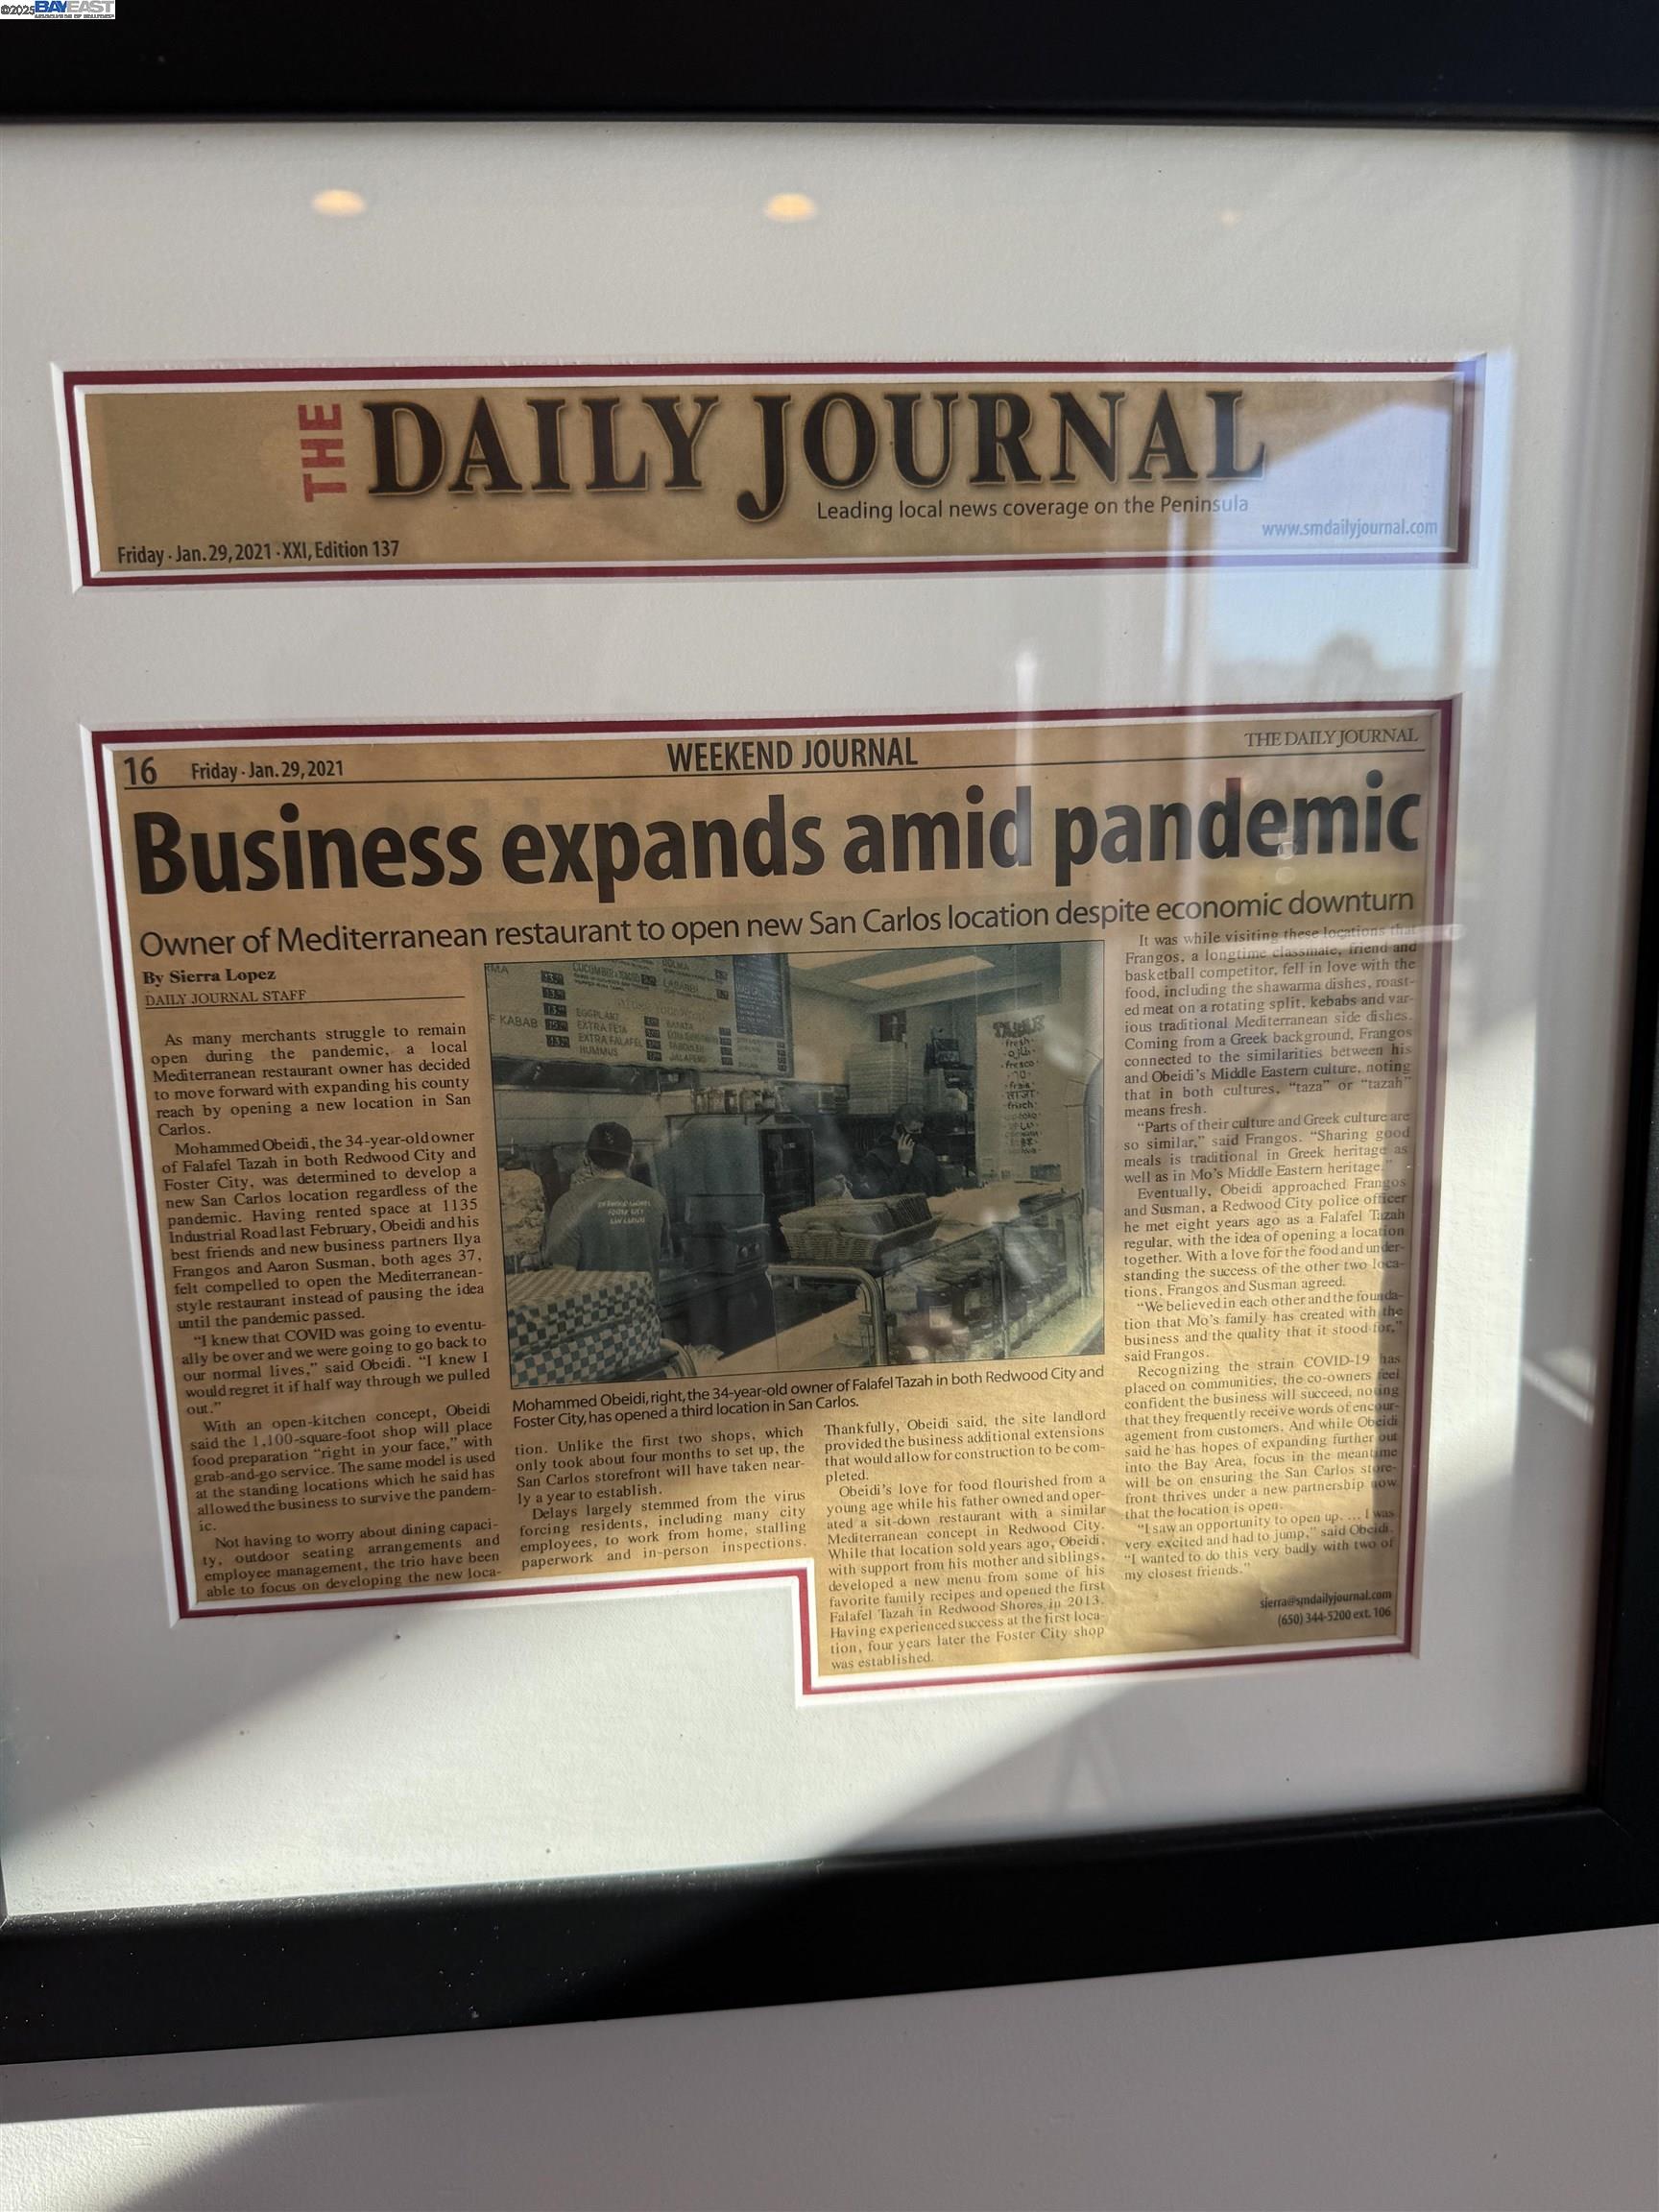 ©2025 BAYEAST
ASSOCIATION OF REALTORS
THE
DAILY JOURNAL
Leading local news coverage on the Peninsula
www.smdailyjournal.com
Friday · Jan. 29, 2021 · XXI, Edition 137
16 Friday · Jan. 29, 2021
WEEKEND JOURNAL
THE DAILY JOURNAL
Business expands amid pandemic
Owner of Mediterranean restaurant to open new San Carlos location despite economic downturn
By Sierra Lopez
DAILY JOURNAL STAFF
As many merchants struggle to remain
open during the pandemic, a local
Mediterranean restaurant owner has decided
to move forward with expanding his county
reach by opening a new location in San
Carlos.
Mohammed Obeidi, the 34-year-old owner
of Falafel Tazah in both Redwood City and
Foster City, was determined to develop a
new San Carlos location regardless of the
pandemic. Having rented space at 1135
Industrial Road last February, Obeidi and his
best friends and new business partners Ilya
Frangos and Aaron Susman, both ages 37,
felt compelled to open the Mediterranean-
style restaurant instead of pausing the idea
until the pandemic passed.
“I knew that COVID was going to eventu-
ally be over and we were going to go back to
our normal lives,” said Obeidi. “I knew I
would regret it if half way through we pulled
out.”
With an open-kitchen concept, Obeidi
said the 1,100-square-foot shop will place
food preparation “right in your face,” with
grab-and-go service. The same model is used
at the standing locations which he said has
allowed the business to survive the pandem-
ic.
Not having to worry about dining capaci-
ty, outdoor seating arrangements and
employee management, the trio have been
able to focus on developing the new loca-
F KABAB
EGGPLANT
EXTRA FETA
EXTRA FALAFEL
HUMMUS
JALAPEÑO
fresh
fresco
frisch
Mohammed Obeidi, right, the 34-year-old owner of Falafel Tazah in both Redwood City and
Foster City, has opened a third location in San Carlos.
tion. Unlike the first two shops, which
only took about four months to set up, the
San Carlos storefront will have taken near-
ly a year to establish.
Delays largely stemmed from the virus
forcing residents, including many city
employees, to work from home, stalling
paperwork and in-person inspections.
Thankfully, Obeidi said, the site landlord
provided the business additional extensions
that would allow for construction to be com-
pleted.
Obeidi’s love for food flourished from a
young age while his father owned and oper-
ated a sit-down restaurant with a similar
Mediterranean concept in Redwood City.
While that location sold years ago, Obeidi,
with support from his mother and siblings,
developed a new menu from some of his
favorite family recipes and opened the first
Falafel Tazah in Redwood Shores in 2013.
Having experienced success at the first loca-
tion, four years later the Foster City shop
was established.
It was while visiting these locations that
Frangos, a longtime classmate, friend and
basketball competitor, fell in love with the
food, including the shawarma dishes, roast-
ed meat on a rotating split, kebabs and var-
ious traditional Mediterranean side dishes.
Coming from a Greek background, Frangos
connected to the similarities between his
and Obeidi’s Middle Eastern culture, noting
that in both cultures, “taza” or “tazah”
means fresh.
“Parts of their culture and Greek culture are
so similar,” said Frangos. “Sharing good
meals is traditional in Greek heritage as
well as in Mo’s Middle Eastern heritage.”
Eventually, Obeidi approached Frangos
and Susman, a Redwood City police officer
he met eight years ago as a Falafel Tazah
regular, with the idea of opening a location
together. With a love for the food and under-
standing the success of the other two loca-
tions, Frangos and Susman agreed.
“We believed in each other and the founda-
tion that Mo’s family has created with the
business and the quality that it stood for,”
said Frangos.
Recognizing the strain COVID-19 has
placed on communities, the co-owners feel
confident the business will succeed, noting
that they frequently receive words of encour-
agement from customers. And while Obeidi
said he has hopes of expanding further out
into the Bay Area, focus in the meantime
will be on ensuring the San Carlos store-
front thrives under a new partnership now
that the location is open.
“I saw an opportunity to open up. ... I was
very excited and had to jump,” said Obeidi.
“I wanted to do this very badly with two of
my closest friends.”
sierra@smdailyjournal.com
(650) 344-5200 ext. 106